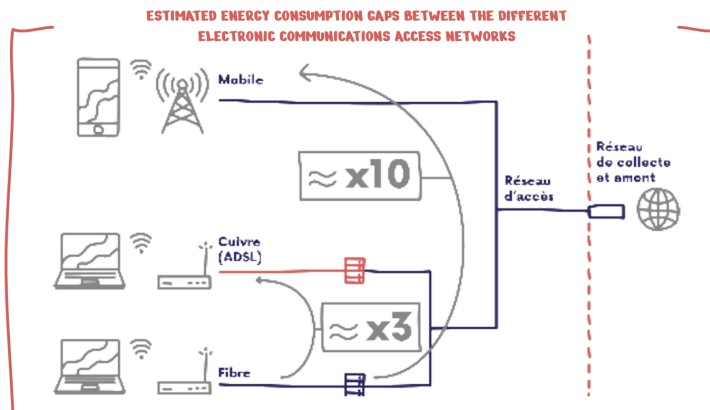 ESTIMATED ENERGY CONSUMPTION GAPS BETWEEN THE DIFFERENT
ELECTRONIC COMMUNICATIONS ACCESS NETWORKS
Mobile
≈ x10
Réseau
d'accès
Réseau
de collecte
et amont
Cuivre
(ADSL)
≈ x3
Fibre